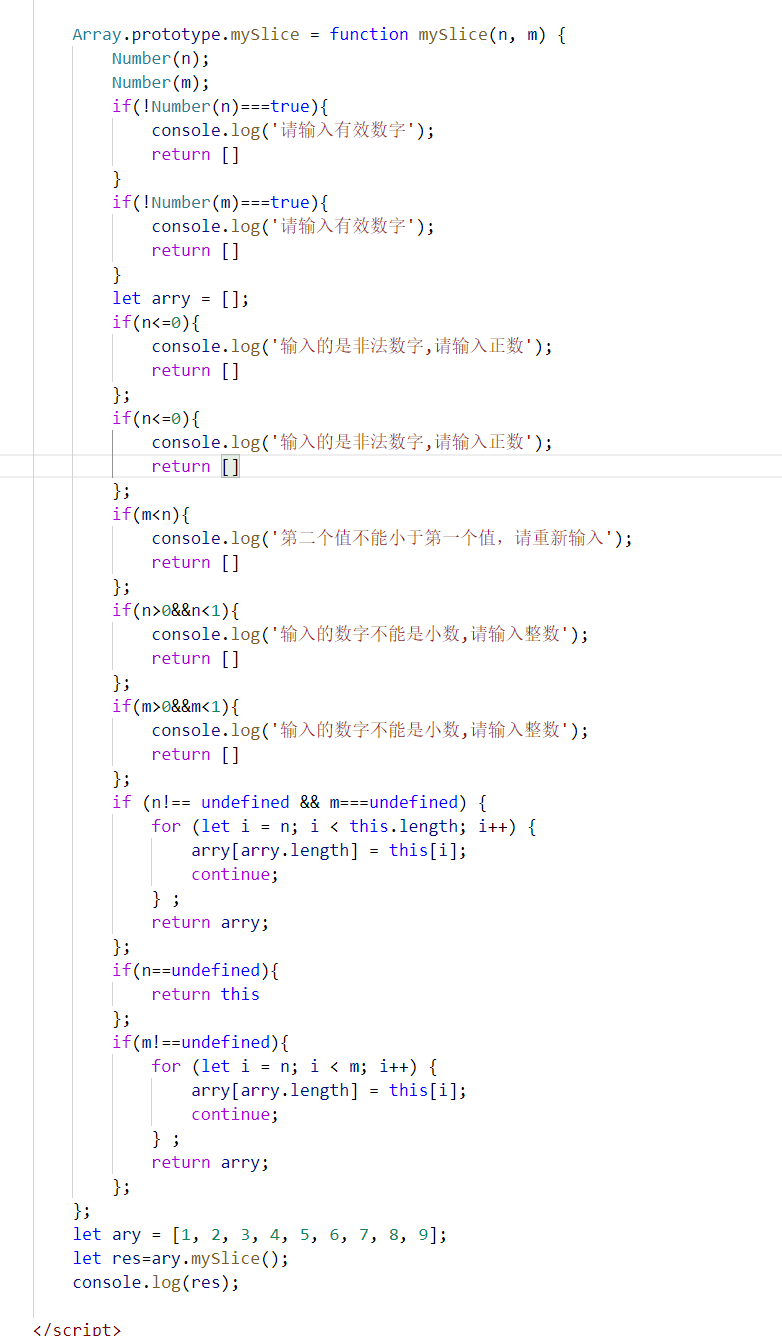 Array.prototype.mySlice = function mySlice(n, m) {
Number(n);
Number(m);
if(!Number(n)===true){
console.log('请输入有效数字');
return []
}
if(!Number(m)===true){
console.log('请输入有效数字');
return []
}
let arry = [];
if(n<=0){
console.log('输入的是非法数字,请输入正数');
return []
};
if(n<=0){
console.log('输入的是非法数字,请输入正数');
return []
};
if(m<n){
console.log('第二个值不能小于第一个值，请重新输入');
return []
};
if(n>0&&n<1){
console.log('输入的数字不能是小数,请输入整数');
return []
};
if(m>0&&m<1){
console.log('输入的数字不能是小数,请输入整数');
return []
};
if (n!== undefined && m===undefined) {
for (let i = n; i < this.length; i++) {
arry[arry.length] = this[i];
continue;
} ;
return arry;
};
if(n==undefined){
return this
};
if(m!==undefined){
for (let i = n; i < m; i++) {
arry[arry.length] = this[i];
continue;
} ;
return arry;
};
};
let ary = [1, 2, 3, 4, 5, 6, 7, 8, 9];
let res=ary.mySlice();
console.log(res);
</script>